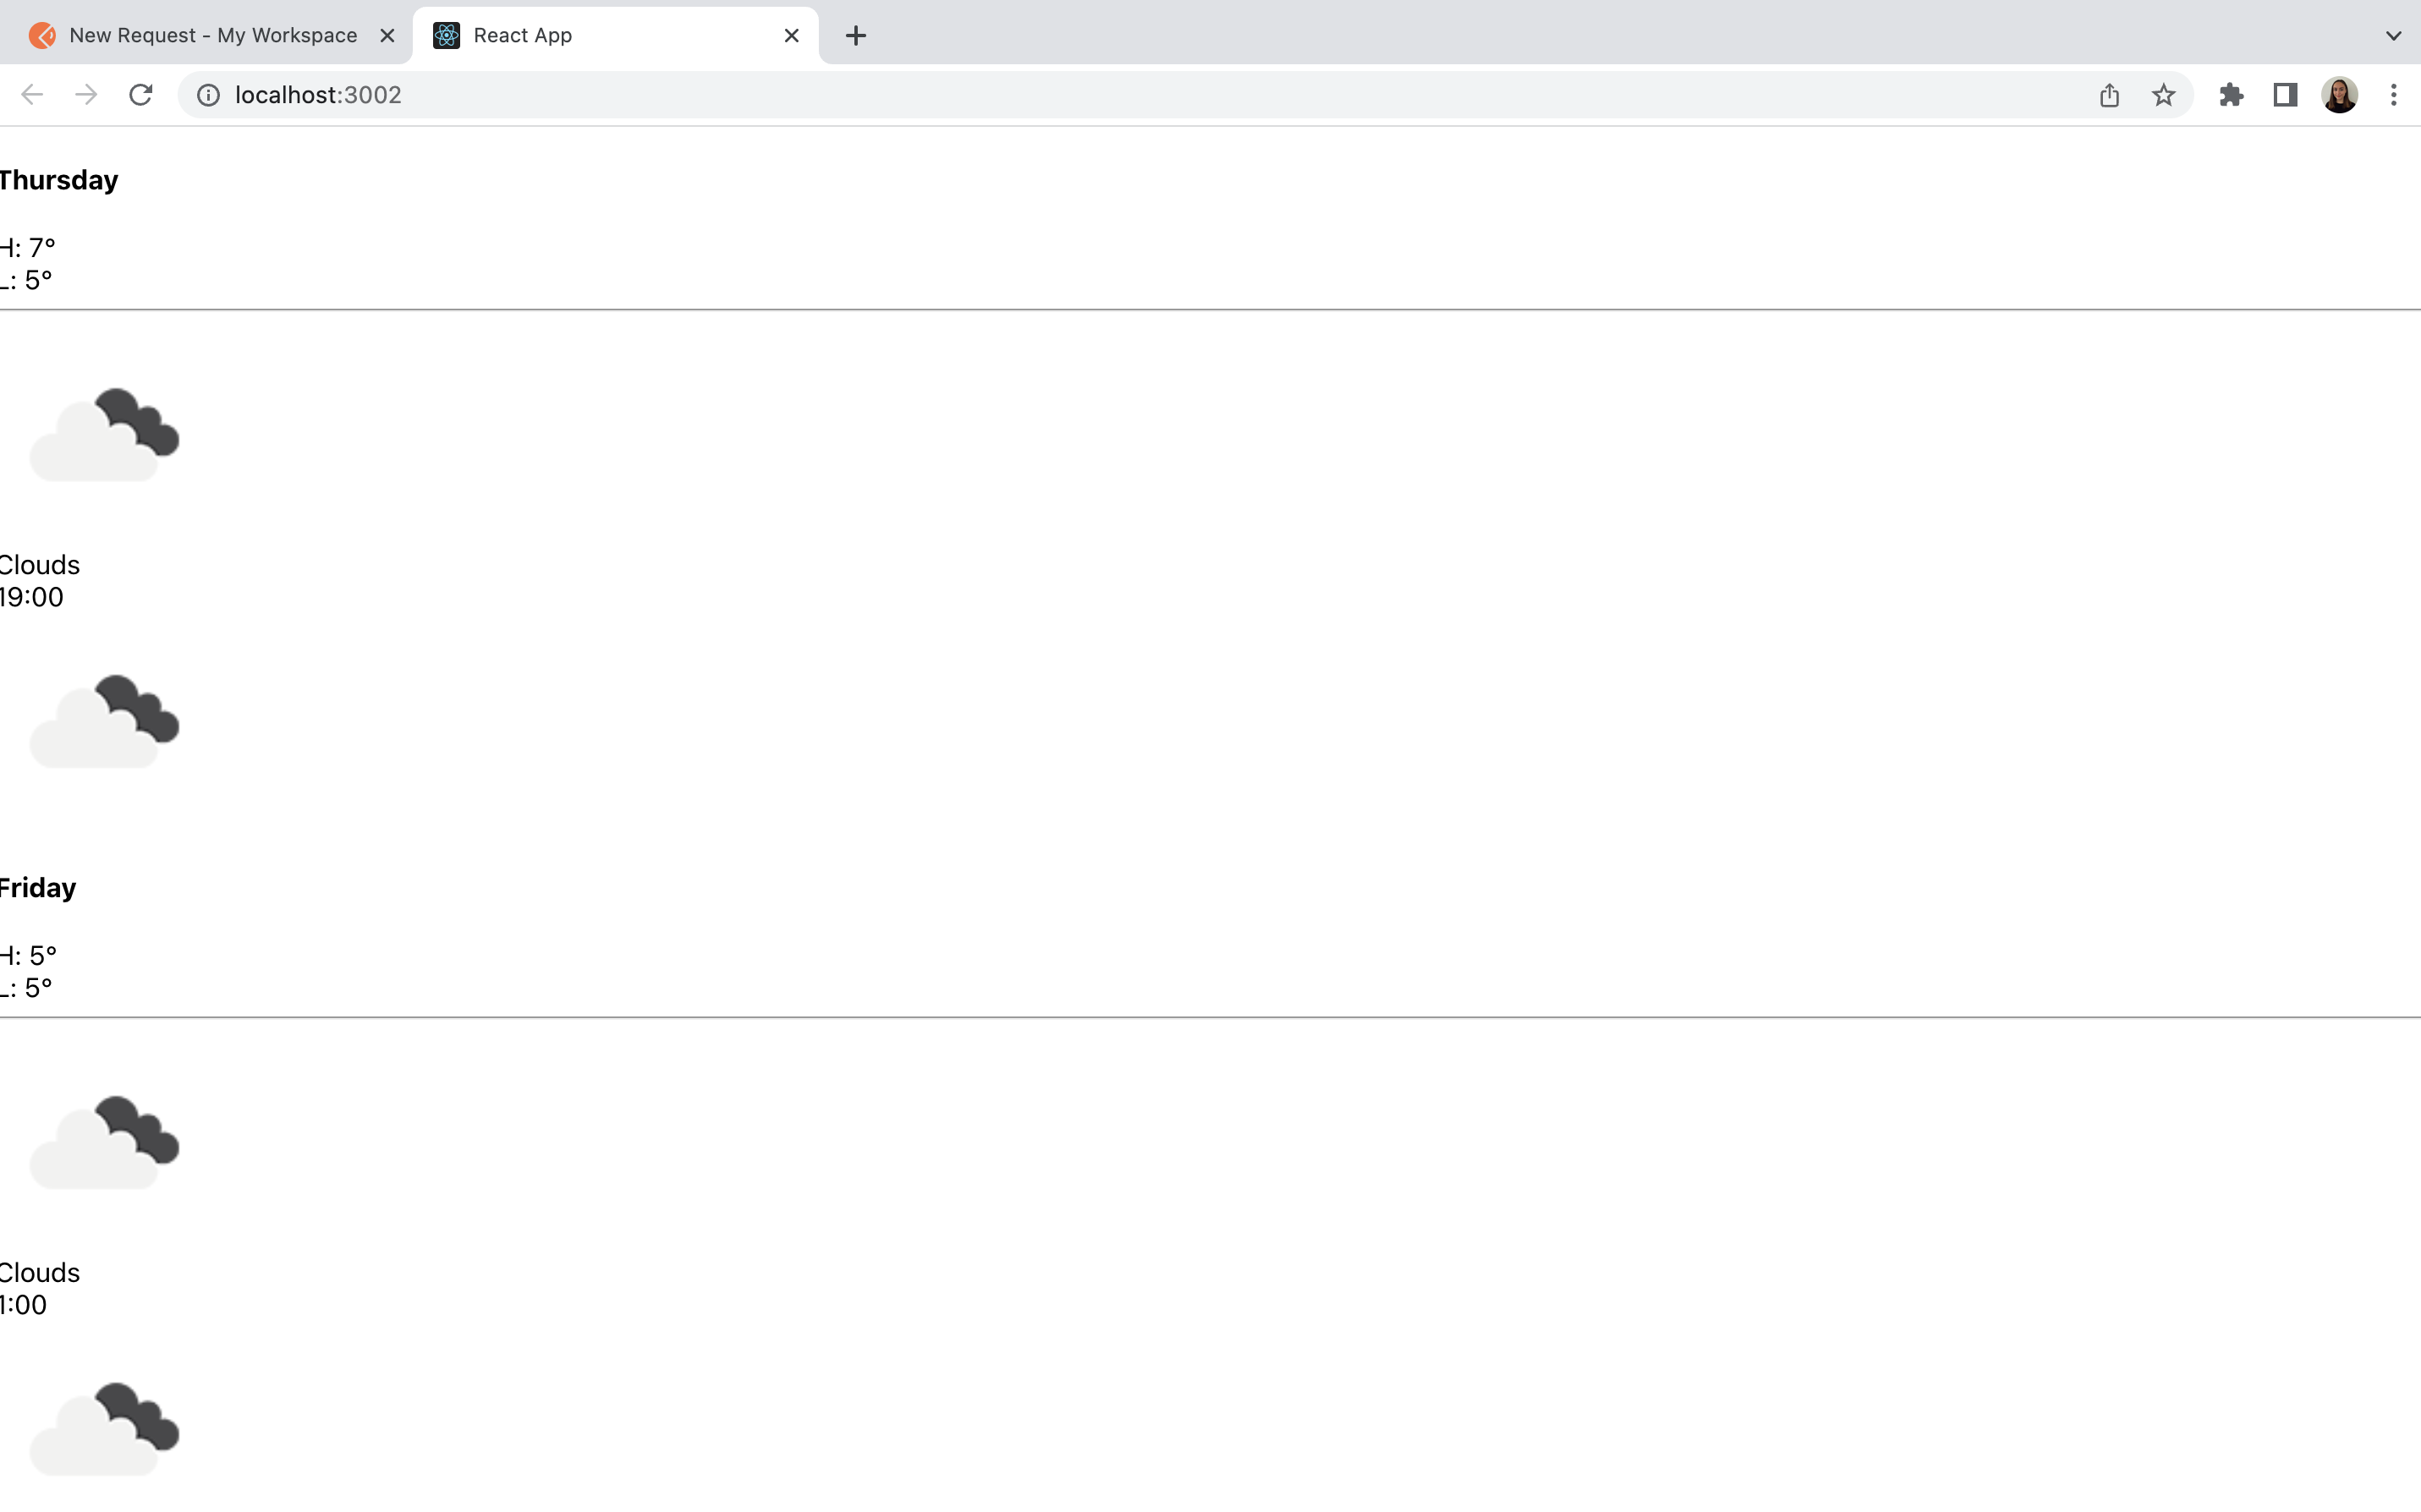 New Request - My Workspace
React App
localhost:3002
Thursday
H: 7°
L: 5°
Clouds
19:00
Friday
H: 5°
L: 5°
Clouds
1:00